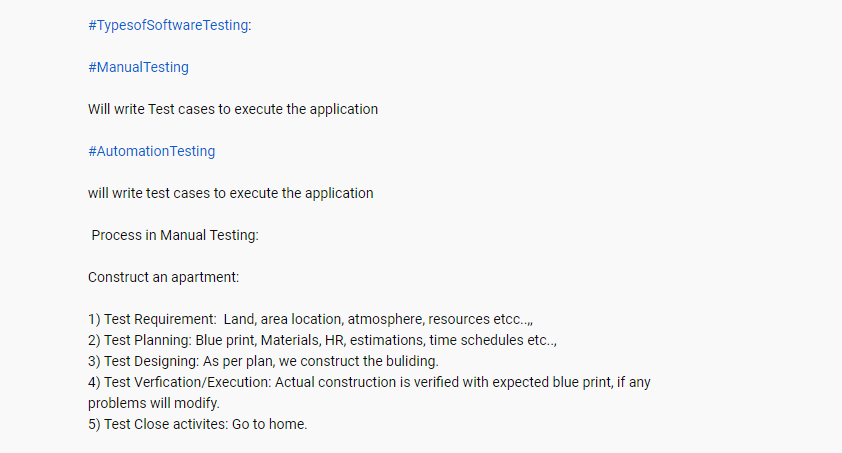 #TypesofSoftwareTesting:
#ManualTesting
Will write Test cases to execute the application
#AutomationTesting
will write test cases to execute the application
Process in Manual Testing:
Construct an apartment:
1) Test Requirement:  Land, area location, atmosphere, resources etcc..,,
2) Test Planning: Blue print, Materials, HR, estimations, time schedules etc..,
3) Test Designing: As per plan, we construct the buliding.
4) Test Verfication/Execution: Actual construction is verified with expected blue print, if any
problems will modify.
5) Test Close activites: Go to home.